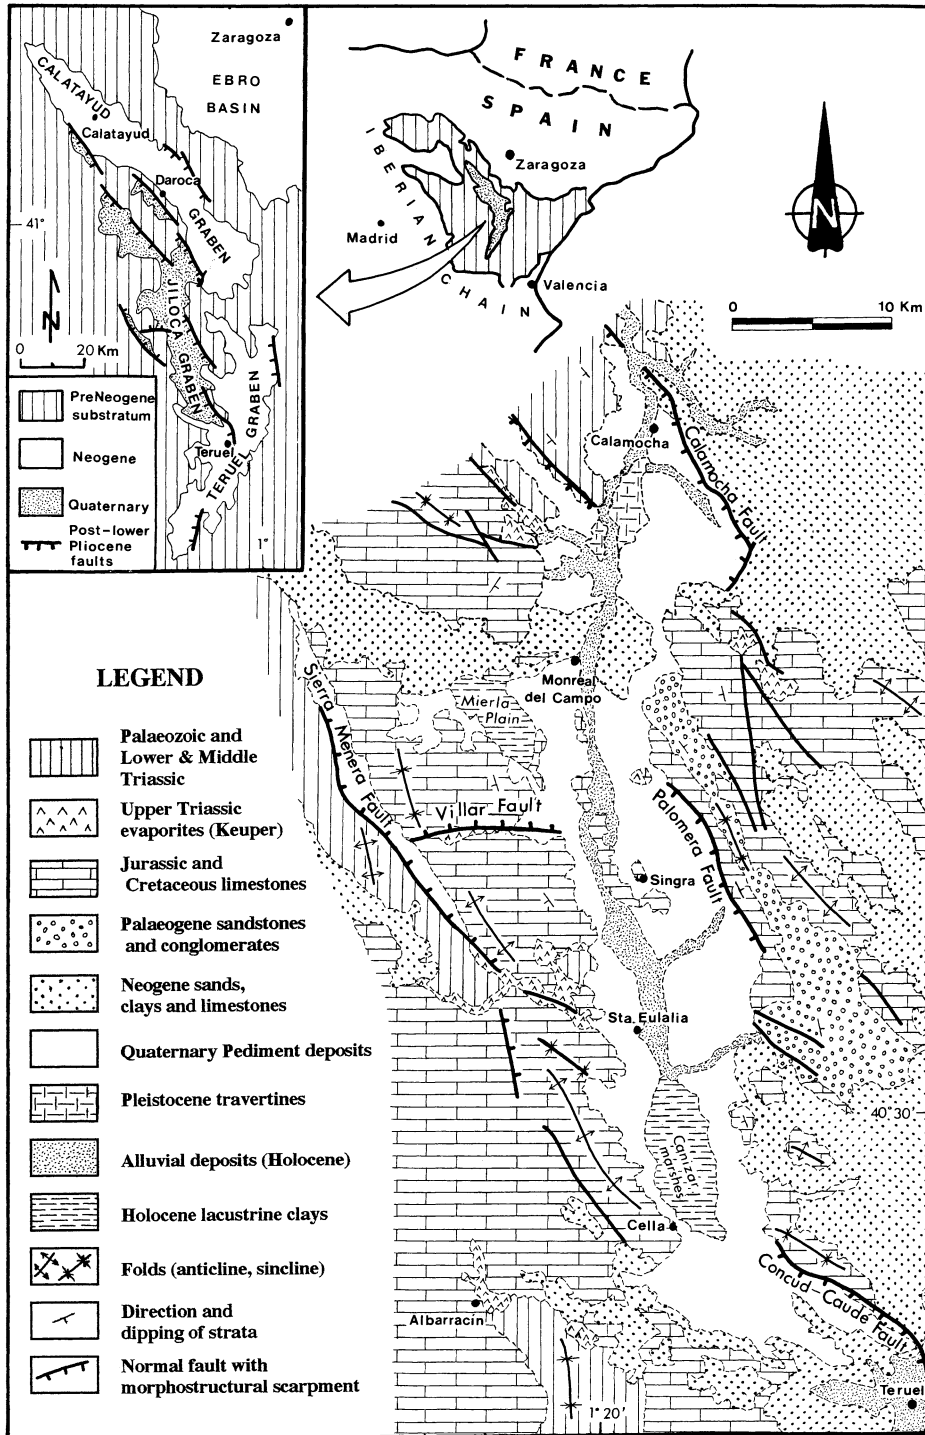 Zaragoza
EBRO
BASIN
CALATAYUD
Calatayud
Daroca
GRABEN
41°
JILOCA GRABEN
N
0 20 Km
TERUEL GRABEN
Teruel
1°
PreNeogene
substratum
Neogene
Quaternary
Post-lower
Pliocene
faults
FRANCE
SPAIN
Zaragoza
IBERIAN CHAIN
Madrid
Valencia
N
0 10 Km
Calamocha
Calamocha Fault
Monreal
del Campo
Mierla
Plain
Sierra Menera Fault
Villar Fault
Palomera Fault
Singra
Sta. Eulalia
40°30'
Cañizar
marshes
Cella
Concud-Caude Fault
Albarracín
Teruel
1°20'
LEGEND
Palaeozoic and
Lower & Middle
Triassic
Upper Triassic
evaporites (Keuper)
Jurassic and
Cretaceous limestones
Palaeogene sandstones
and conglomerates
Neogene sands,
clays and limestones
Quaternary Pediment deposits
Pleistocene travertines
Alluvial deposits (Holocene)
Holocene lacustrine clays
Folds (anticline, sincline)
Direction and
dipping of strata
Normal fault with
morphostructural scarpment